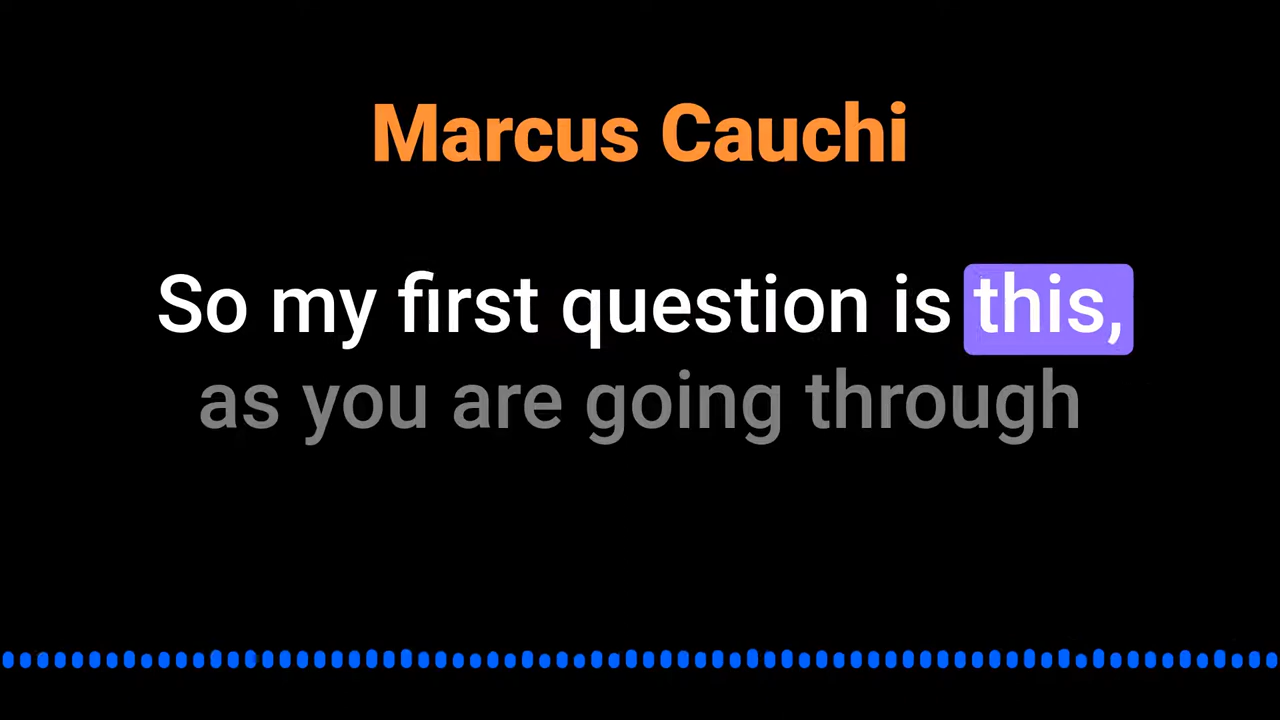 Marcus Cauchi
So my first question is this,
as you are going through